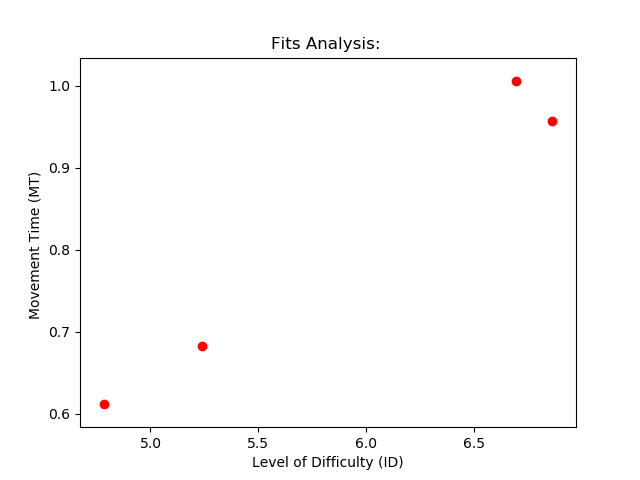 Fits Analysis:
1.0
0.9
0.8
0.7
0.6
Movement Time (MT)
5.0 5.5 6.0 6.5
Level of Difficulty (ID)